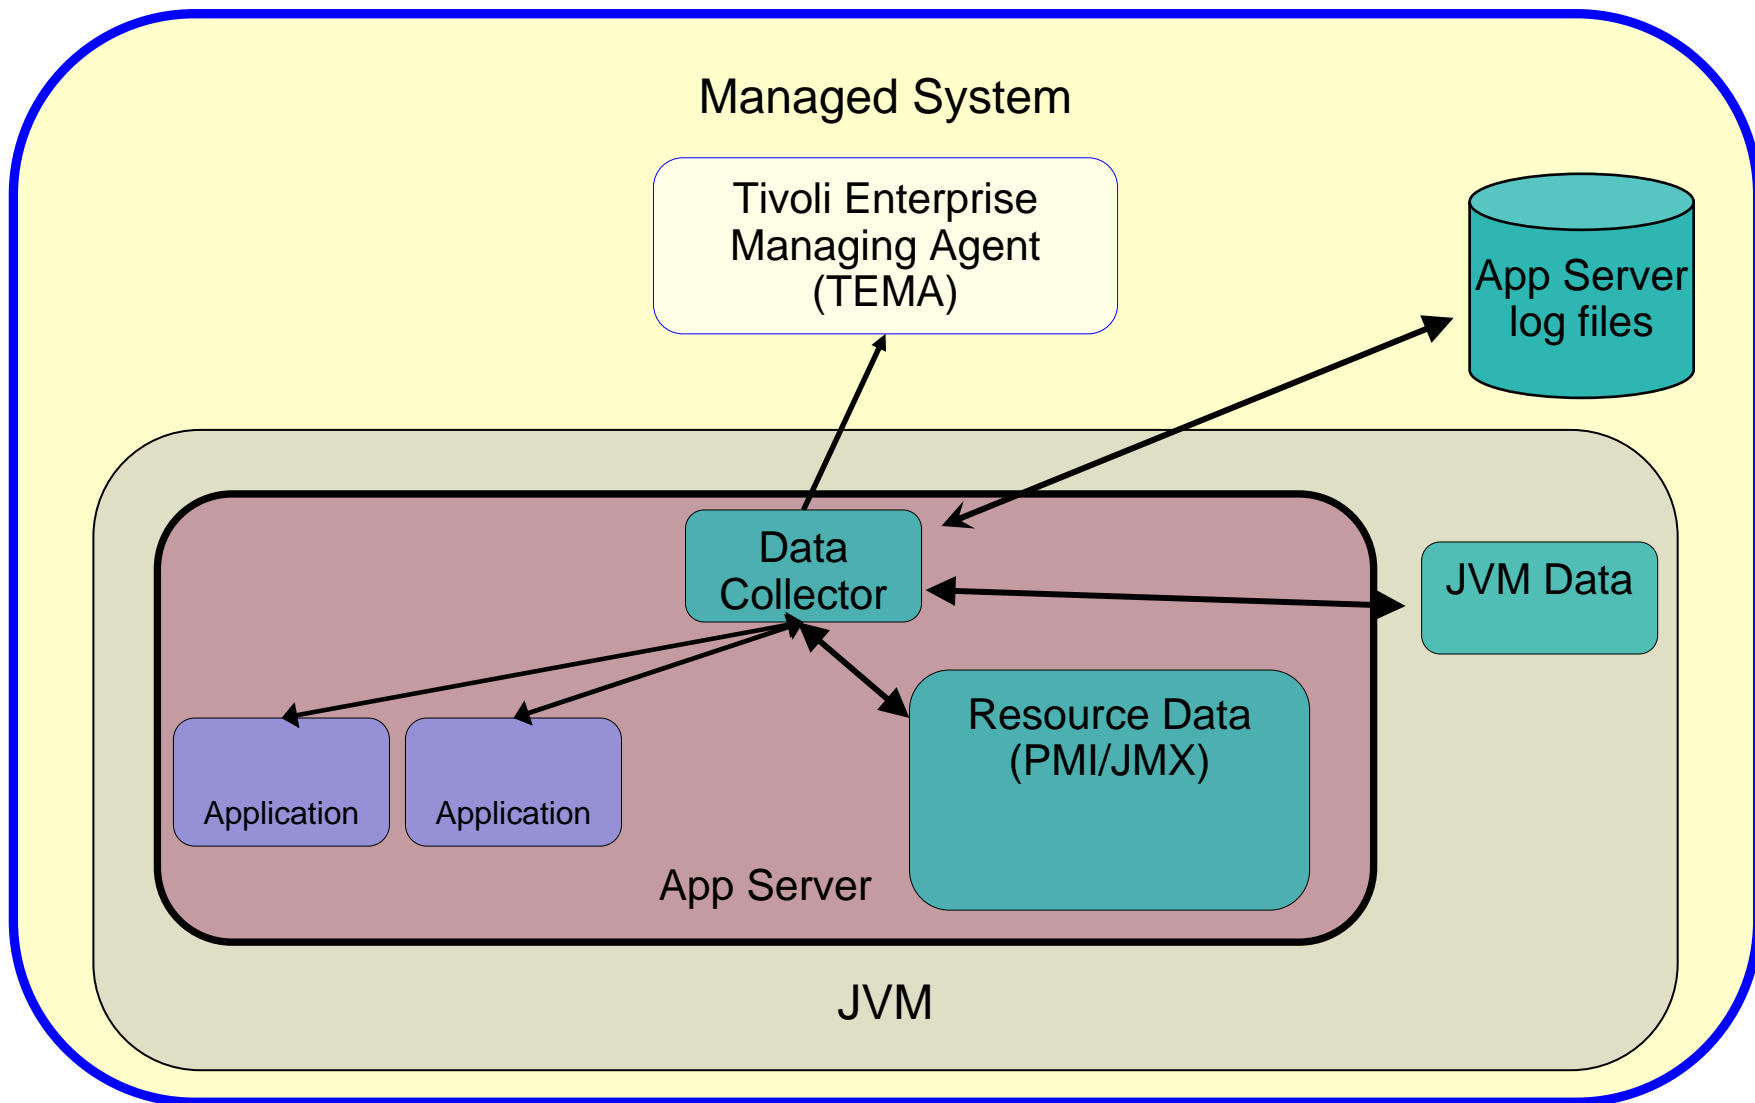 Managed System
Tivoli Enterprise
Managing Agent
(TEMA)
App Server
log files
Data
Collector
JVM Data
Resource Data
(PMI/JMX)
Application
Application
App Server
JVM